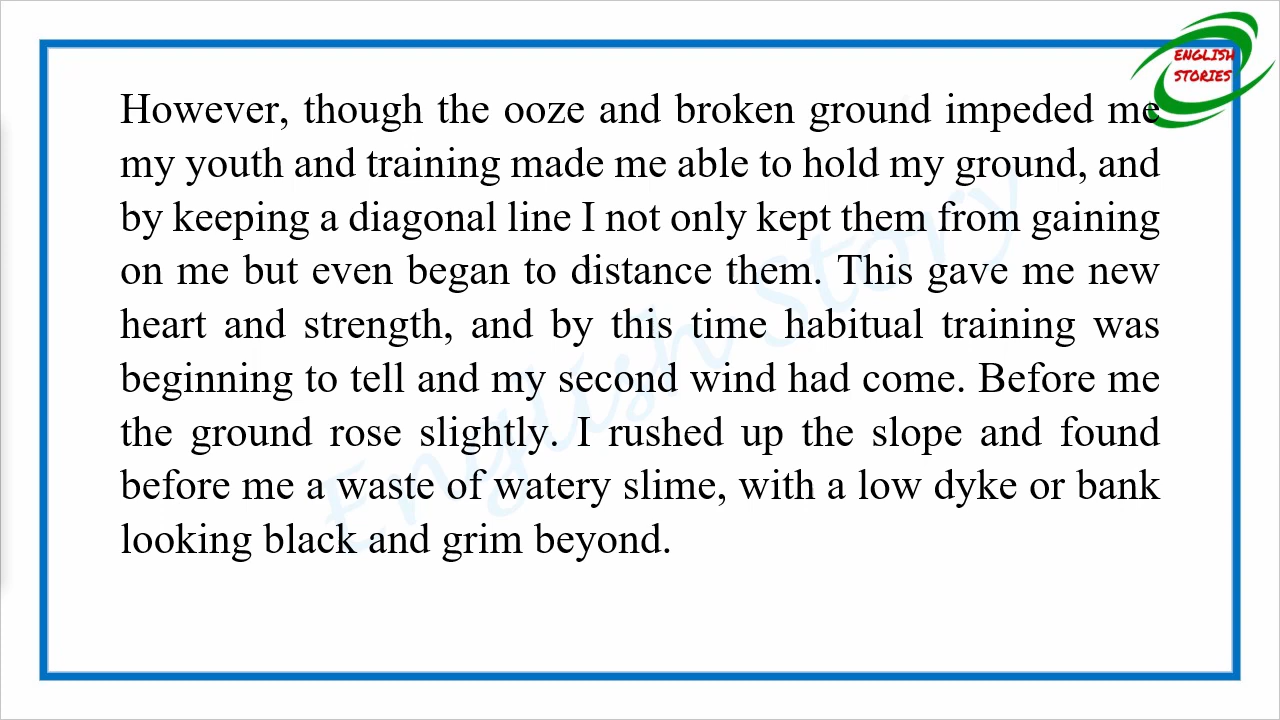 ENGLISH
STORIES
However, though the ooze and broken ground impeded me
my youth and training made me able to hold my ground, and
by keeping a diagonal line I not only kept them from gaining
on me but even began to distance them. This gave me new
heart and strength, and by this time habitual training was
beginning to tell and my second wind had come. Before me
the ground rose slightly. I rushed up the slope and found
before me a waste of watery slime, with a low dyke or bank
looking black and grim beyond.
English Story